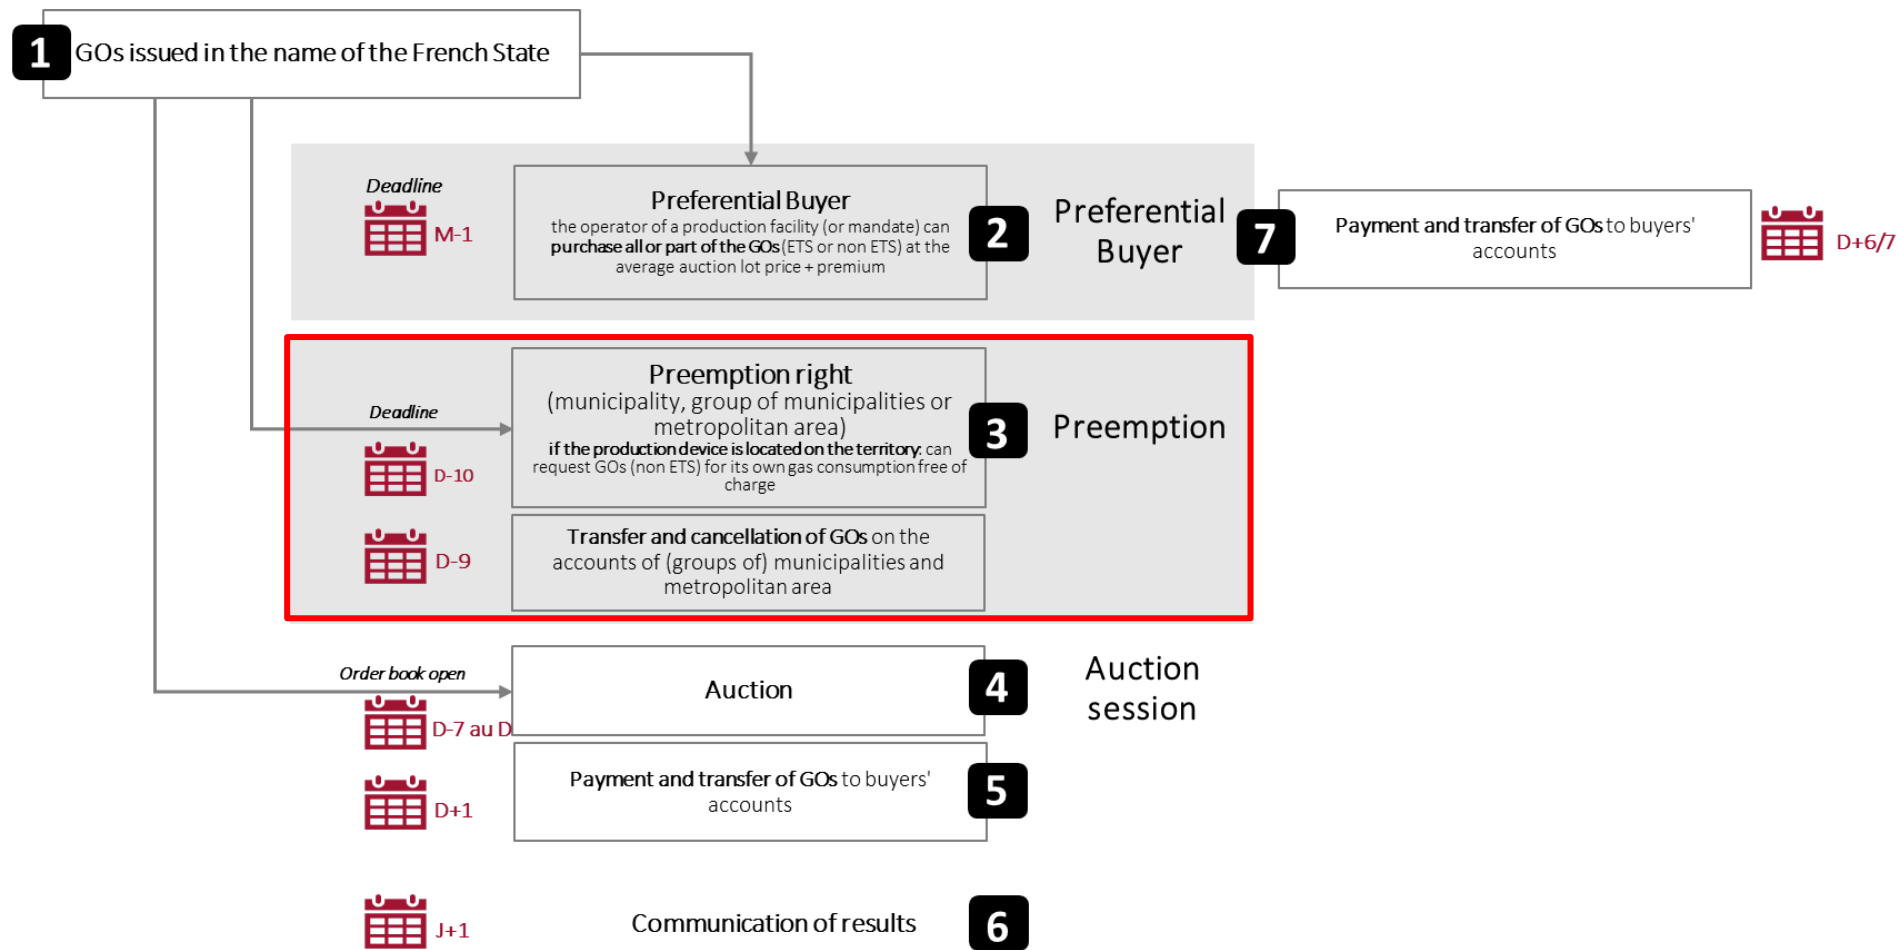 1
GOs issued in the name of the French State
Deadline
M-1
Preferential Buyer
the operator of a production facility (or mandate) can
purchase all or part of the GOs (ETS or non ETS) at the
average auction lot price + premium
2
Preferential
Buyer
7
Payment and transfer of GOs to buyers'
accounts
D+6/7
Deadline
D-10
Preemption right
(municipality, group of municipalities or
metropolitan area)
if the production device is located on the territory: can
request GOs (non ETS) for its own gas consumption free of
charge
3
Preemption
D-9
Transfer and cancellation of GOs on the
accounts of (groups of) municipalities and
metropolitan area
Order book open
D-7 au D
Auction
4
Auction
session
D+1
Payment and transfer of GOs to buyers'
accounts
5
J+1
Communication of results
6